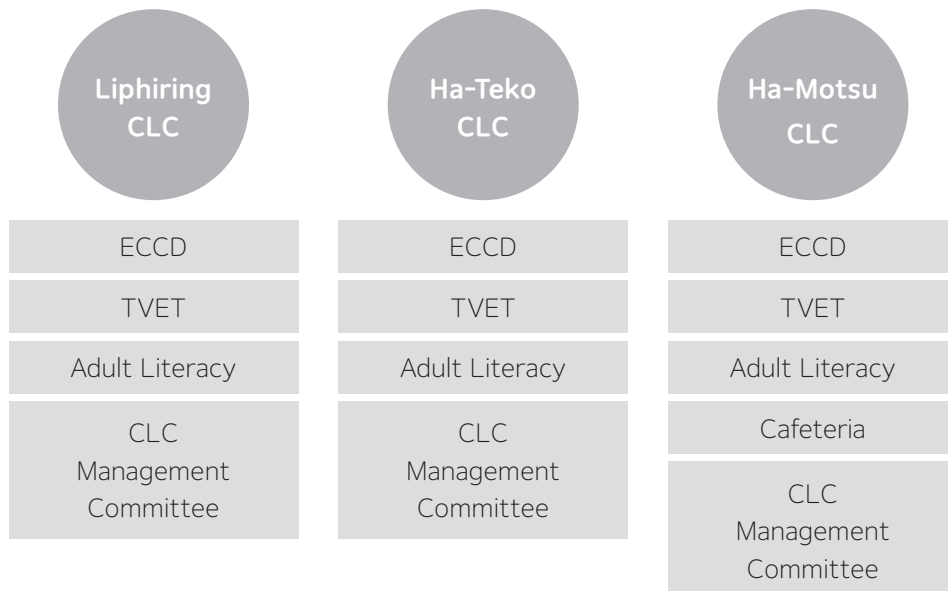 Liphiring
CLC
ECCD
TVET
Adult Literacy
CLC
Management
Committee
Ha-Teko
CLC
ECCD
TVET
Adult Literacy
CLC
Management
Committee
Ha-Motsu
CLC
ECCD
TVET
Adult Literacy
Cafeteria
CLC
Management
Committee